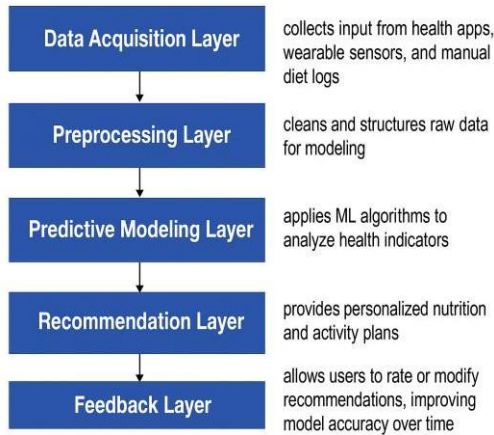 Data Acquisition Layer
collects input from health apps,
wearable sensors, and manual
diet logs
Preprocessing Layer
cleans and structures raw data
for modeling
Predictive Modeling Layer
applies ML algorithms to
analyze health indicators
Recommendation Layer
provides personalized nutrition
and activity plans
Feedback Layer
allows users to rate or modify
recommendations, improving
model accuracy over time